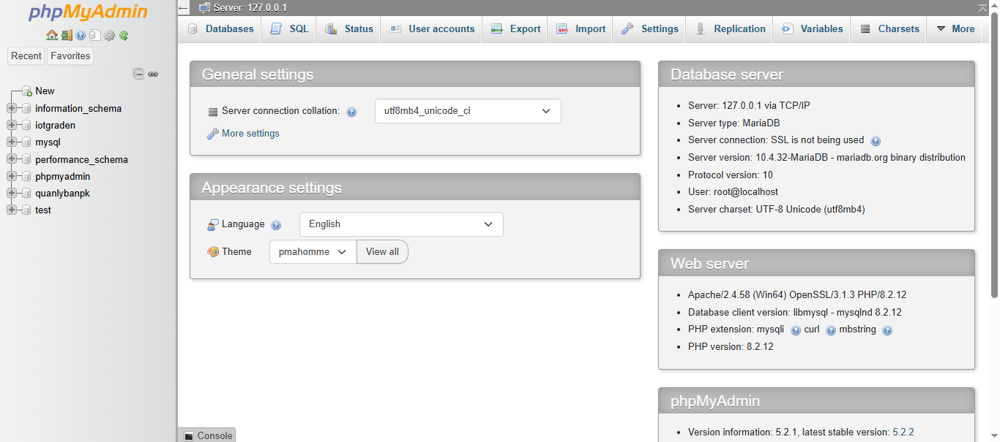 phpMyAdmin
Recent
Favorites
New
information_schema
iotgraden
mysql
performance_schema
phpmyadmin
quanlybanpk
test
Server: 127.0.0.1
Databases
SQL
Status
User accounts
Export
Import
Settings
Replication
Variables
Charsets
More
General settings
Server connection collation:
utf8mb4_unicode_ci
More settings
Appearance settings
Language
English
Theme
pmahomme
View all
Database server
Server: 127.0.0.1 via TCP/IP
Server type: MariaDB
Server connection: SSL is not being used
Server version: 10.4.32-MariaDB - mariadb.org binary distribution
Protocol version: 10
User: root@localhost
Server charset: UTF-8 Unicode (utf8mb4)
Web server
Apache/2.4.58 (Win64) OpenSSL/3.1.3 PHP/8.2.12
Database client version: libmysql - mysqlnd 8.2.12
PHP extension: mysqli curl mbstring
PHP version: 8.2.12
phpMyAdmin
Version information: 5.2.1, latest stable version: 5.2.2
Console